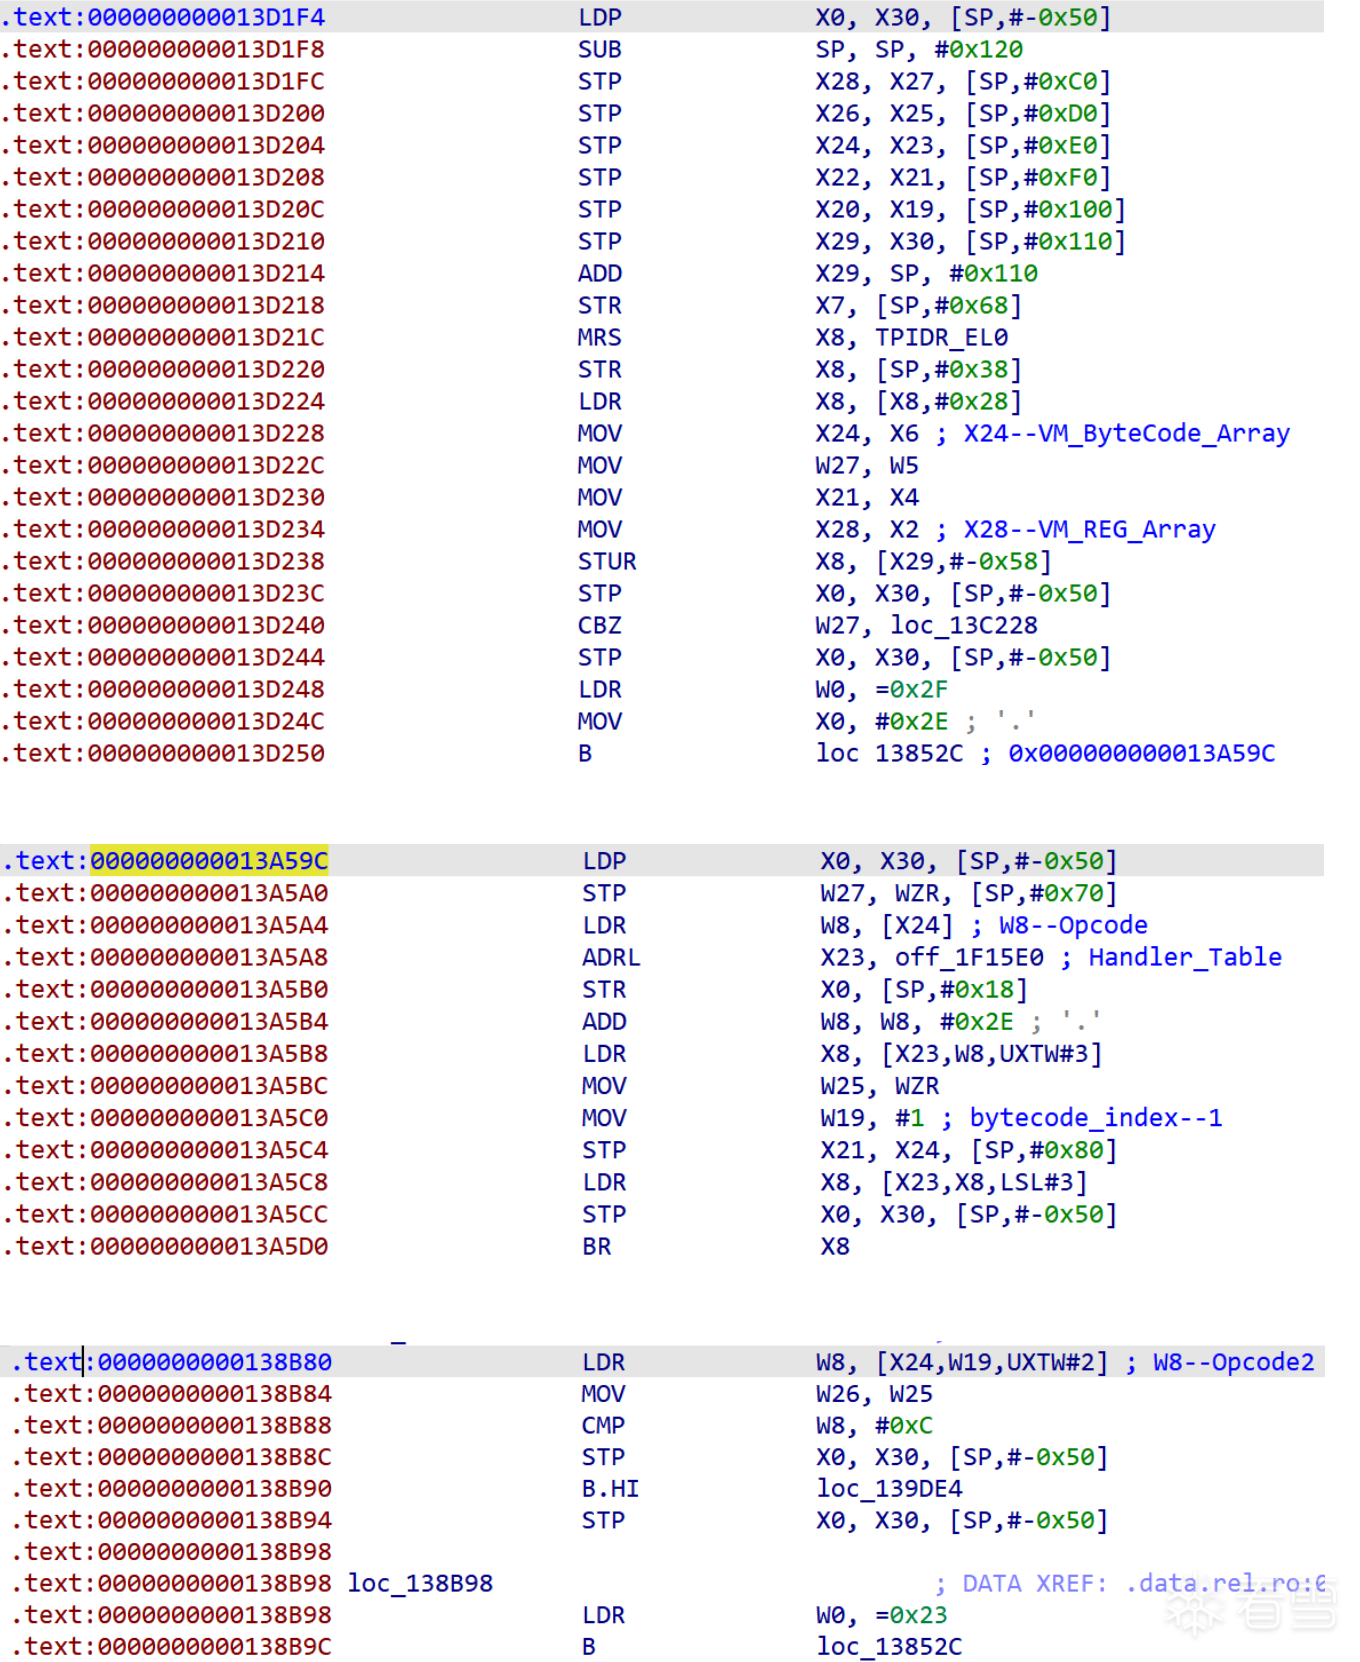 .text:000000000013D1F4 LDP X0, X30, [SP,#-0x50]
.text:000000000013D1F8 SUB SP, SP, #0x120
.text:000000000013D1FC STP X28, X27, [SP,#0xC0]
.text:000000000013D200 STP X26, X25, [SP,#0xD0]
.text:000000000013D204 STP X24, X23, [SP,#0xE0]
.text:000000000013D208 STP X22, X21, [SP,#0xF0]
.text:000000000013D20C STP X20, X19, [SP,#0x100]
.text:000000000013D210 STP X29, X30, [SP,#0x110]
.text:000000000013D214 ADD X29, SP, #0x110
.text:000000000013D218 STR X7, [SP,#0x68]
.text:000000000013D21C MRS X8, TPIDR_EL0
.text:000000000013D220 STR X8, [SP,#0x38]
.text:000000000013D224 LDR X8, [X8,#0x28]
.text:000000000013D228 MOV X24, X6 ; X24--VM_ByteCode_Array
.text:000000000013D22C MOV W27, W5
.text:000000000013D230 MOV X21, X4
.text:000000000013D234 MOV X28, X2 ; X28--VM_REG_Array
.text:000000000013D238 STUR X8, [X29,#-0x58]
.text:000000000013D23C STP X0, X30, [SP,#-0x50]
.text:000000000013D240 CBZ W27, loc_13C228
.text:000000000013D244 STP X0, X30, [SP,#-0x50]
.text:000000000013D248 LDR W0, =0x2F
.text:000000000013D24C MOV X0, #0x2E ; '.'
.text:000000000013D250 B loc 13852C ; 0x000000000013A59C
.text:000000000013A59C LDP X0, X30, [SP,#-0x50]
.text:000000000013A5A0 STP W27, WZR, [SP,#0x70]
.text:000000000013A5A4 LDR W8, [X24] ; W8--Opcode
.text:000000000013A5A8 ADRL X23, off_1F15E0 ; Handler_Table
.text:000000000013A5B0 STR X0, [SP,#0x18]
.text:000000000013A5B4 ADD W8, W8, #0x2E ; '.'
.text:000000000013A5B8 LDR X8, [X23,W8,UXTW#3]
.text:000000000013A5BC MOV W25, WZR
.text:000000000013A5C0 MOV W19, #1 ; bytecode_index--1
.text:000000000013A5C4 STP X21, X24, [SP,#0x80]
.text:000000000013A5C8 LDR X8, [X23,X8,LSL#3]
.text:000000000013A5CC STP X0, X30, [SP,#-0x50]
.text:000000000013A5D0 BR X8
.text:0000000000138B80 LDR W8, [X24,W19,UXTW#2] ; W8--Opcode2
.text:0000000000138B84 MOV W26, W25
.text:0000000000138B88 CMP W8, #0xC
.text:0000000000138B8C STP X0, X30, [SP,#-0x50]
.text:0000000000138B90 B.HI loc_139DE4
.text:0000000000138B94 STP X0, X30, [SP,#-0x50]
.text:0000000000138B98
.text:0000000000138B98 loc_138B98 ; DATA XREF: .data.rel.ro:
.text:0000000000138B98 LDR W0, =0x23
.text:0000000000138B9C B loc_13852C
看雪